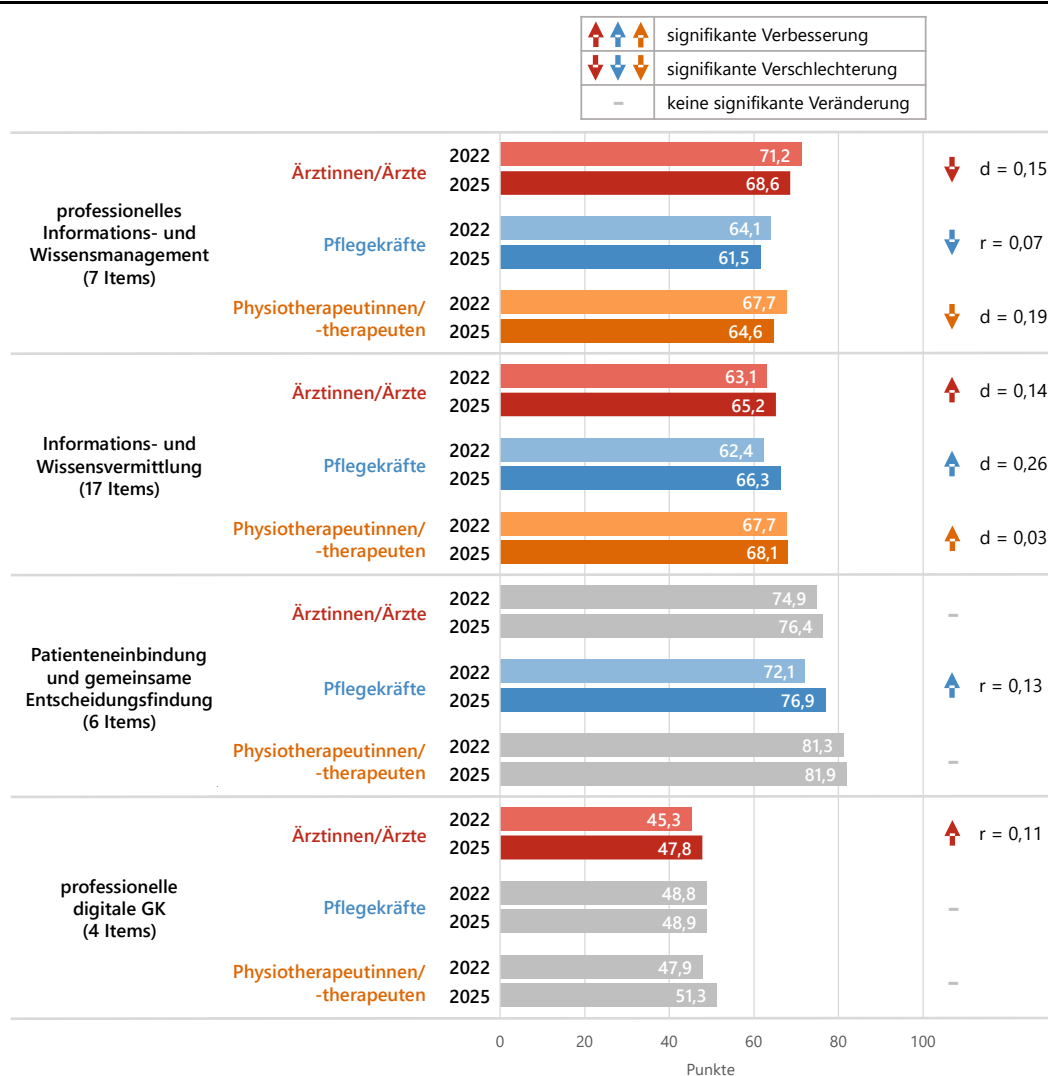 signifikante Verbesserung
signifikante Verschlechterung
– keine signifikante Veränderung
professionelles
Informations- und
Wissensmanagement
(7 Items)
Ärztinnen/Ärzte
2022 71,2
2025 68,6
d = 0,15
Pflegekräfte
2022 64,1
2025 61,5
r = 0,07
Physiotherapeutinnen/
-therapeuten
2022 67,7
2025 64,6
d = 0,19
Informations- und
Wissensvermittlung
(17 Items)
Ärztinnen/Ärzte
2022 63,1
2025 65,2
d = 0,14
Pflegekräfte
2022 62,4
2025 66,3
d = 0,26
Physiotherapeutinnen/
-therapeuten
2022 67,7
2025 68,1
d = 0,03
Patienteneinbindung
und gemeinsame
Entscheidungsfindung
(6 Items)
Ärztinnen/Ärzte
2022 74,9
2025 76,4
–
Pflegekräfte
2022 72,1
2025 76,9
r = 0,13
Physiotherapeutinnen/
-therapeuten
2022 81,3
2025 81,9
–
professionelle
digitale GK
(4 Items)
Ärztinnen/Ärzte
2022 45,3
2025 47,8
r = 0,11
Pflegekräfte
2022 48,8
2025 48,9
–
Physiotherapeutinnen/
-therapeuten
2022 47,9
2025 51,3
–
0 20 40 60 80 100
Punkte